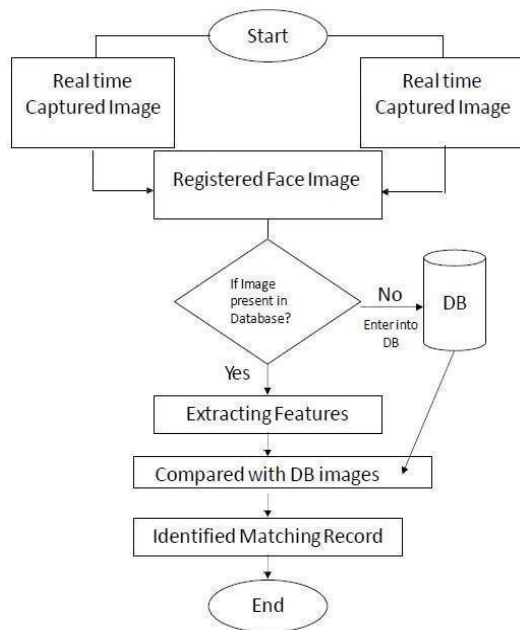 Start
Real time
Captured Image
Real time
Captured Image
Registered Face Image
If Image
present in
Database?
No
Enter into
DB
DB
Yes
Extracting Features
Compared with DB images
Identified Matching Record
End